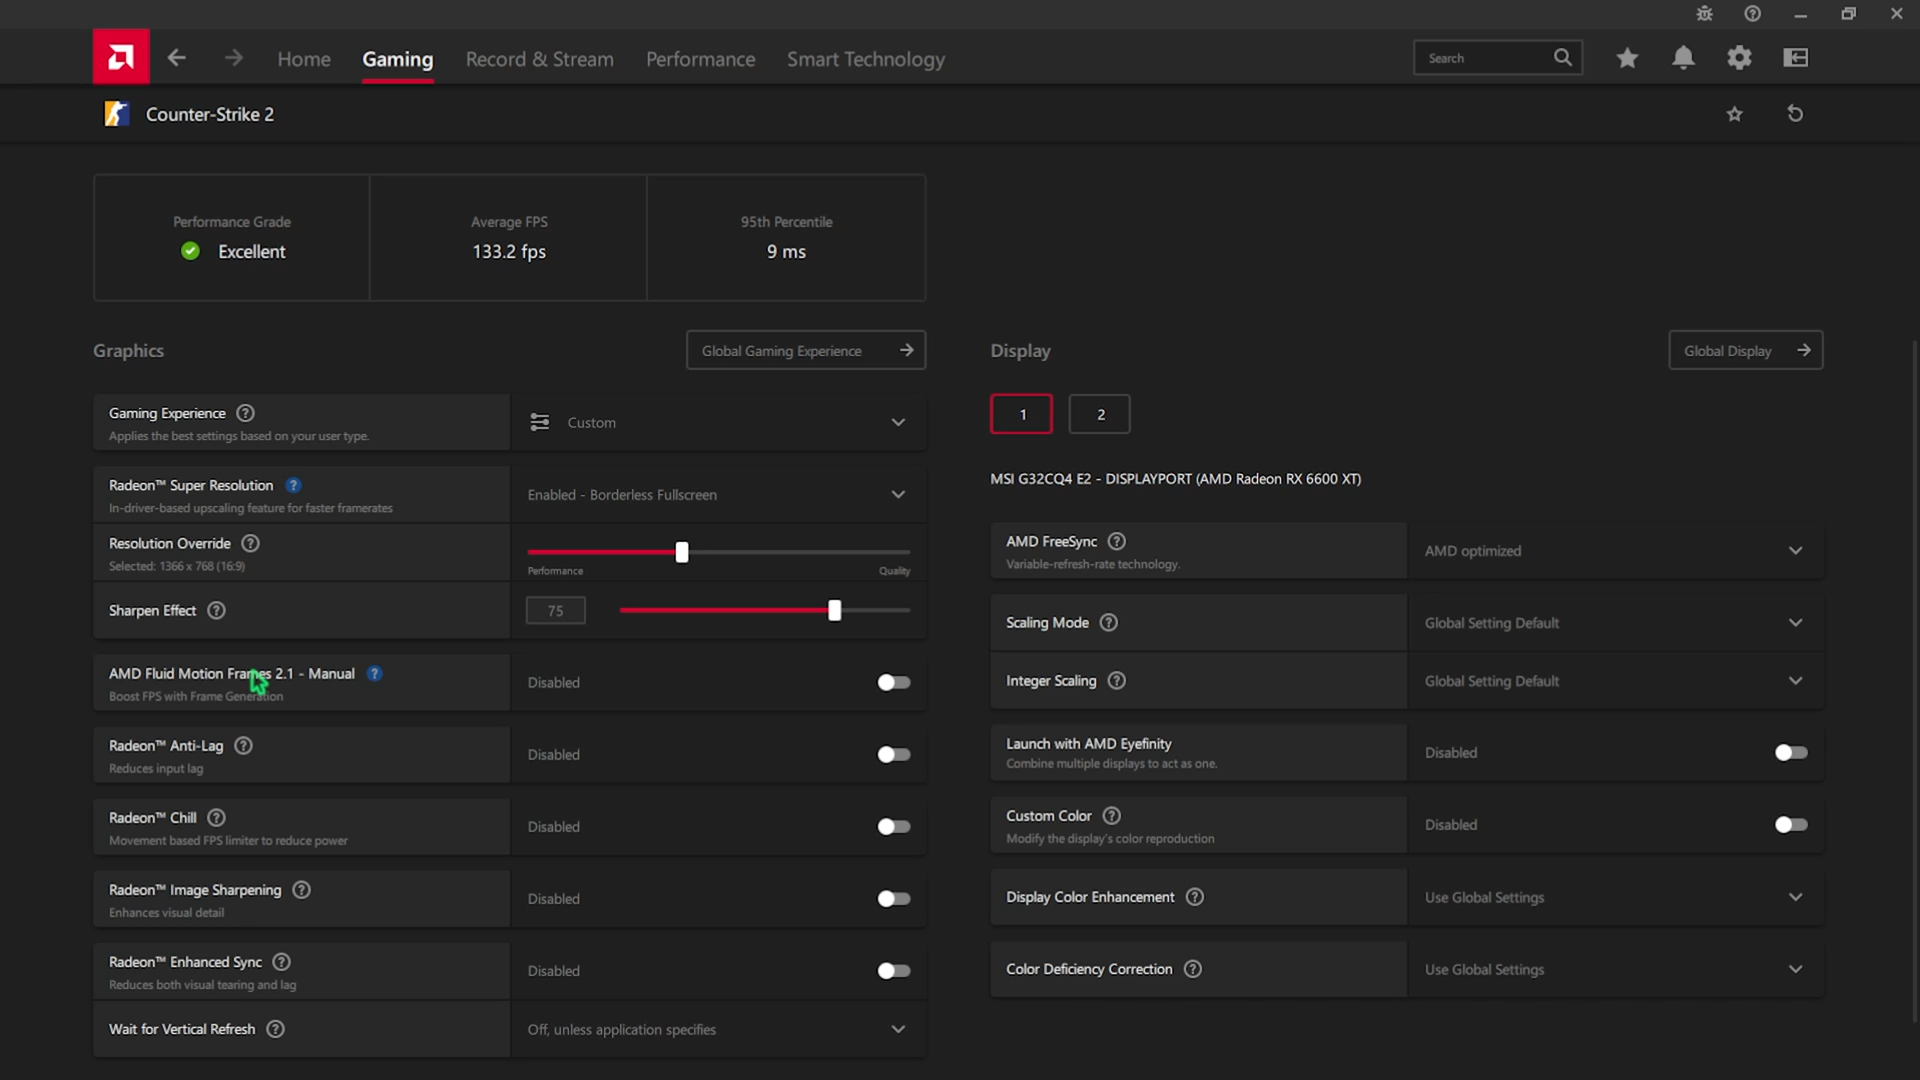 Home
Gaming
Record & Stream
Performance
Smart Technology
Search
Counter-Strike 2
Performance Grade
Excellent
Average FPS
133.2 fps
95th Percentile
9 ms
Graphics
Global Gaming Experience
Gaming Experience
Applies the best settings based on your user type.
Custom
Radeon™ Super Resolution
In-driver-based upscaling feature for faster framerates
Enabled - Borderless Fullscreen
Resolution Override
Selected: 1366 x 768 (16:9)
Performance
Quality
Sharpen Effect
75
AMD Fluid Motion Frames 2.1 - Manual
Boost FPS with Frame Generation
Disabled
Radeon™ Anti-Lag
Reduces input lag
Disabled
Radeon™ Chill
Movement based FPS limiter to reduce power
Disabled
Radeon™ Image Sharpening
Enhances visual detail
Disabled
Radeon™ Enhanced Sync
Reduces both visual tearing and lag
Disabled
Wait for Vertical Refresh
Off, unless application specifies
Display
Global Display
1
2
MSI G32CQ4 E2 - DISPLAYPORT (AMD Radeon RX 6600 XT)
AMD FreeSync
Variable-refresh-rate technology.
AMD optimized
Scaling Mode
Global Setting Default
Integer Scaling
Global Setting Default
Launch with AMD Eyefinity
Combine multiple displays to act as one.
Disabled
Custom Color
Modify the display's color reproduction
Disabled
Display Color Enhancement
Use Global Settings
Color Deficiency Correction
Use Global Settings